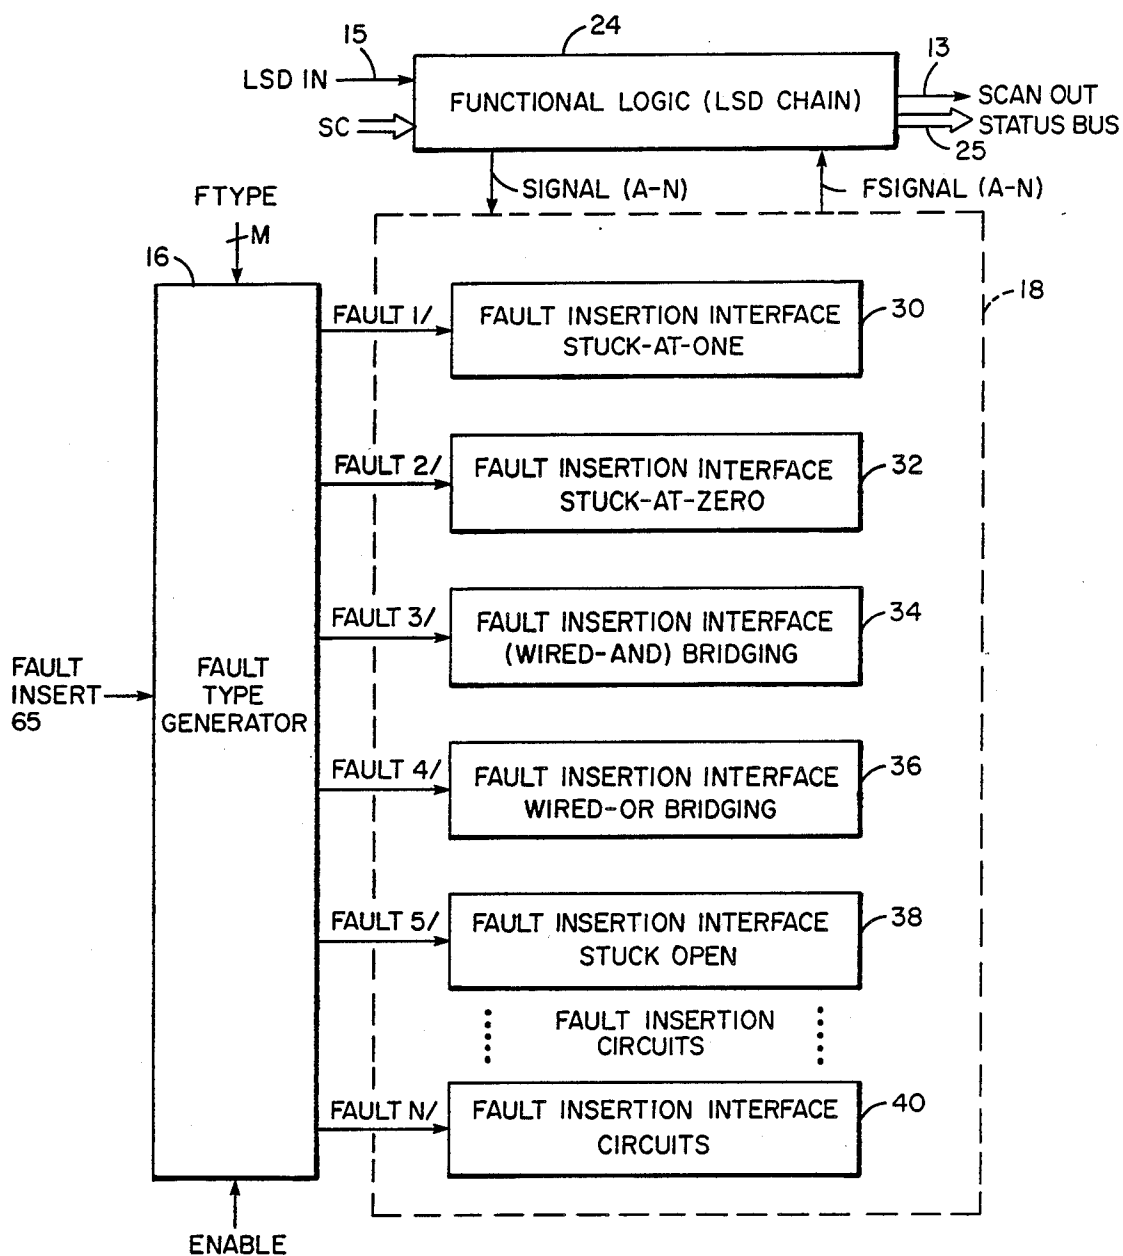 24
15
13
LSD IN
FUNCTIONAL LOGIC (LSD CHAIN)
SCAN OUT
SC
STATUS BUS
25
SIGNAL (A-N)
FSIGNAL (A-N)
FTYPE
M
16
18
FAULT 1/
FAULT INSERTION INTERFACE
STUCK-AT-ONE
30
FAULT 2/
FAULT INSERTION INTERFACE
STUCK-AT-ZERO
32
FAULT 3/
FAULT INSERTION INTERFACE
(WIRED-AND) BRIDGING
34
FAULT
INSERT
65
FAULT
TYPE
GENERATOR
FAULT 4/
FAULT INSERTION INTERFACE
WIRED-OR BRIDGING
36
FAULT 5/
FAULT INSERTION INTERFACE
STUCK OPEN
38
FAULT INSERTION
CIRCUITS
FAULT N/
FAULT INSERTION INTERFACE
CIRCUITS
40
ENABLE